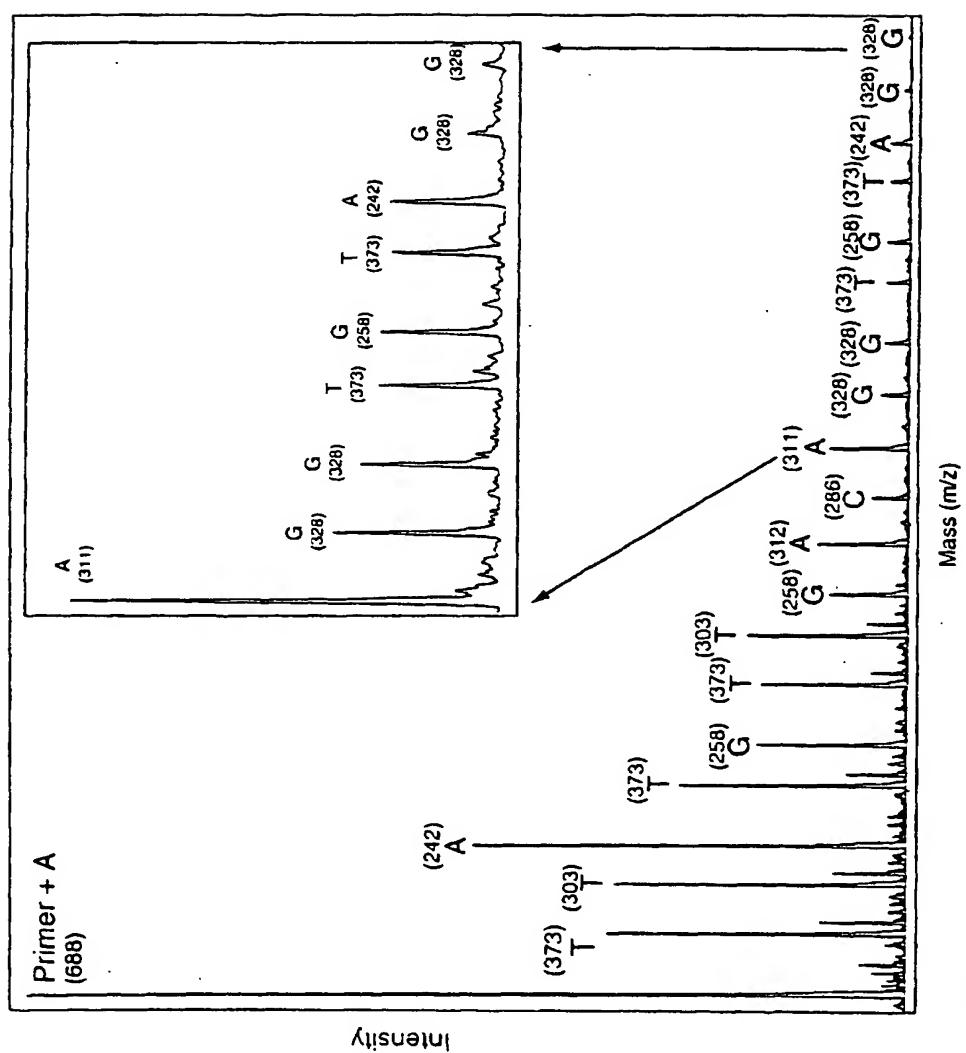 Intensity
Primer + A
(688)
(373)
T
(303)
T
(242)
A
(373)
T
(258)
G
(373)
T
(303)
T
(258)
G
(312)
A
(286)
C
(311)
A
(328)
G
(328)
G
(373)
T
(258)
G
(373)
T
(242)
A
(328)
G
(328)
G
A
(311)
G
(328)
G
(328)
T
(373)
G
(258)
T
(373)
A
(242)
G
(328)
G
(328)
Mass (m/z)